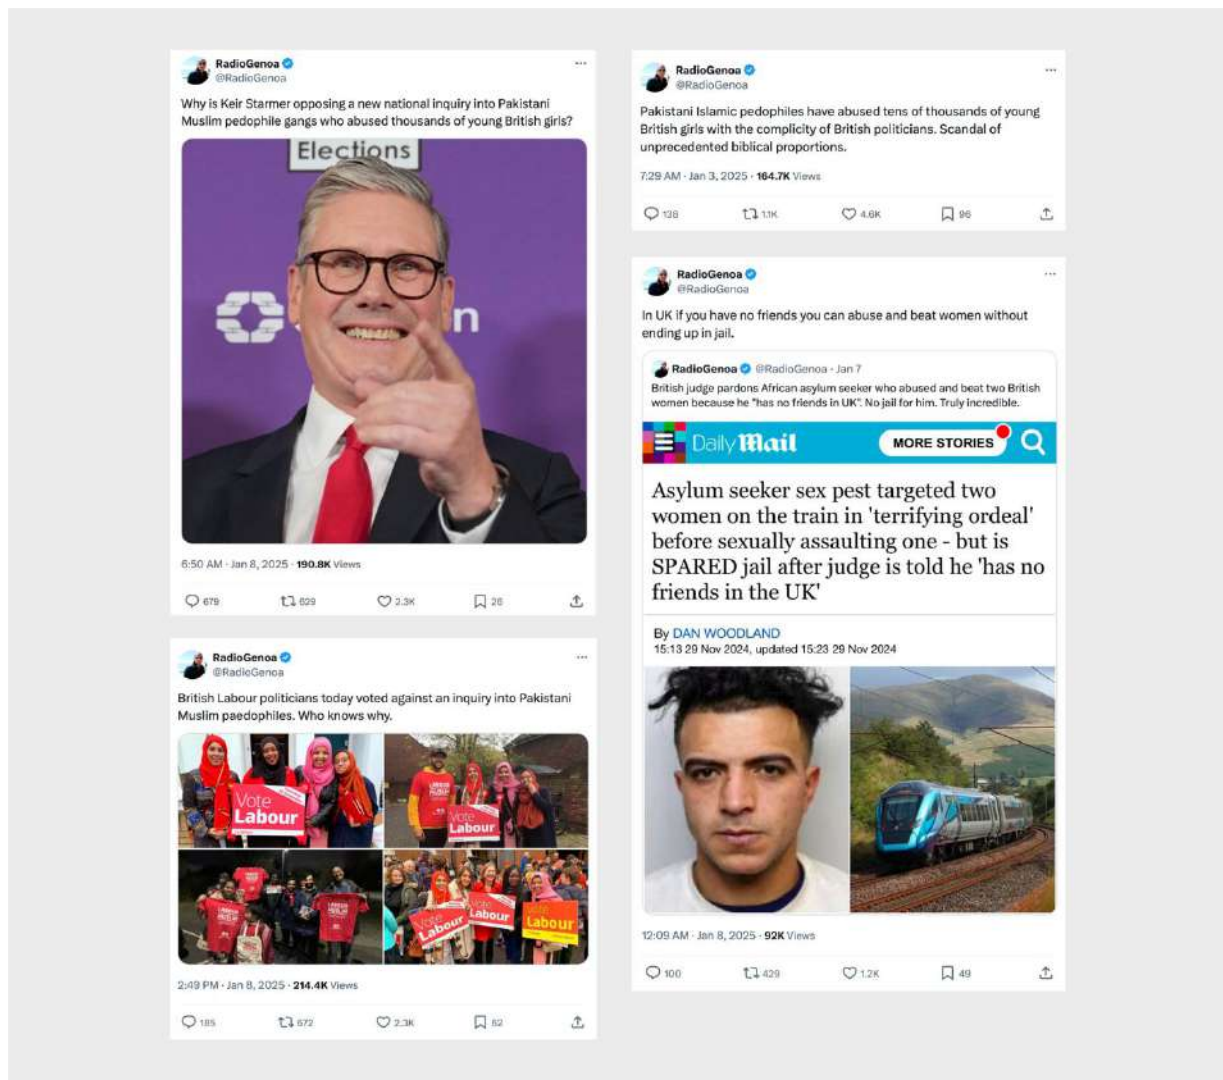 RadioGenoa
@RadioGenoa
Why is Keir Starmer opposing a new national inquiry into Pakistani
Muslim pedophile gangs who abused thousands of young British girls?
Elections
n
6:50 AM · Jan 8, 2025 · 190.8K Views
679 629 2.3K 26
RadioGenoa
@RadioGenoa
British Labour politicians today voted against an inquiry into Pakistani
Muslim paedophiles. Who knows why.
Vote
Labour
Vote
Labour
Vote
Labour
Labour
Vote
Labour
2:49 PM · Jan 8, 2025 · 214.4K Views
185 672 2.3K 62
RadioGenoa
@RadioGenoa
Pakistani Islamic pedophiles have abused tens of thousands of young
British girls with the complicity of British politicians. Scandal of
unprecedented biblical proportions.
7:29 AM · Jan 3, 2025 · 164.7K Views
138 1.1K 4.6K 96
RadioGenoa
@RadioGenoa
In UK if you have no friends you can abuse and beat women without
ending up in jail.
RadioGenoa @RadioGenoa · Jan 7
British judge pardons African asylum seeker who abused and beat two British
women because he "has no friends in UK". No jail for him. Truly incredible.
Daily Mail MORE STORIES
Asylum seeker sex pest targeted two
women on the train in 'terrifying ordeal'
before sexually assaulting one - but is
SPARED jail after judge is told he 'has no
friends in the UK'
By DAN WOODLAND
15:13 29 Nov 2024, updated 15:23 29 Nov 2024
12:09 AM · Jan 8, 2025 · 92K Views
100 429 1.2K 49